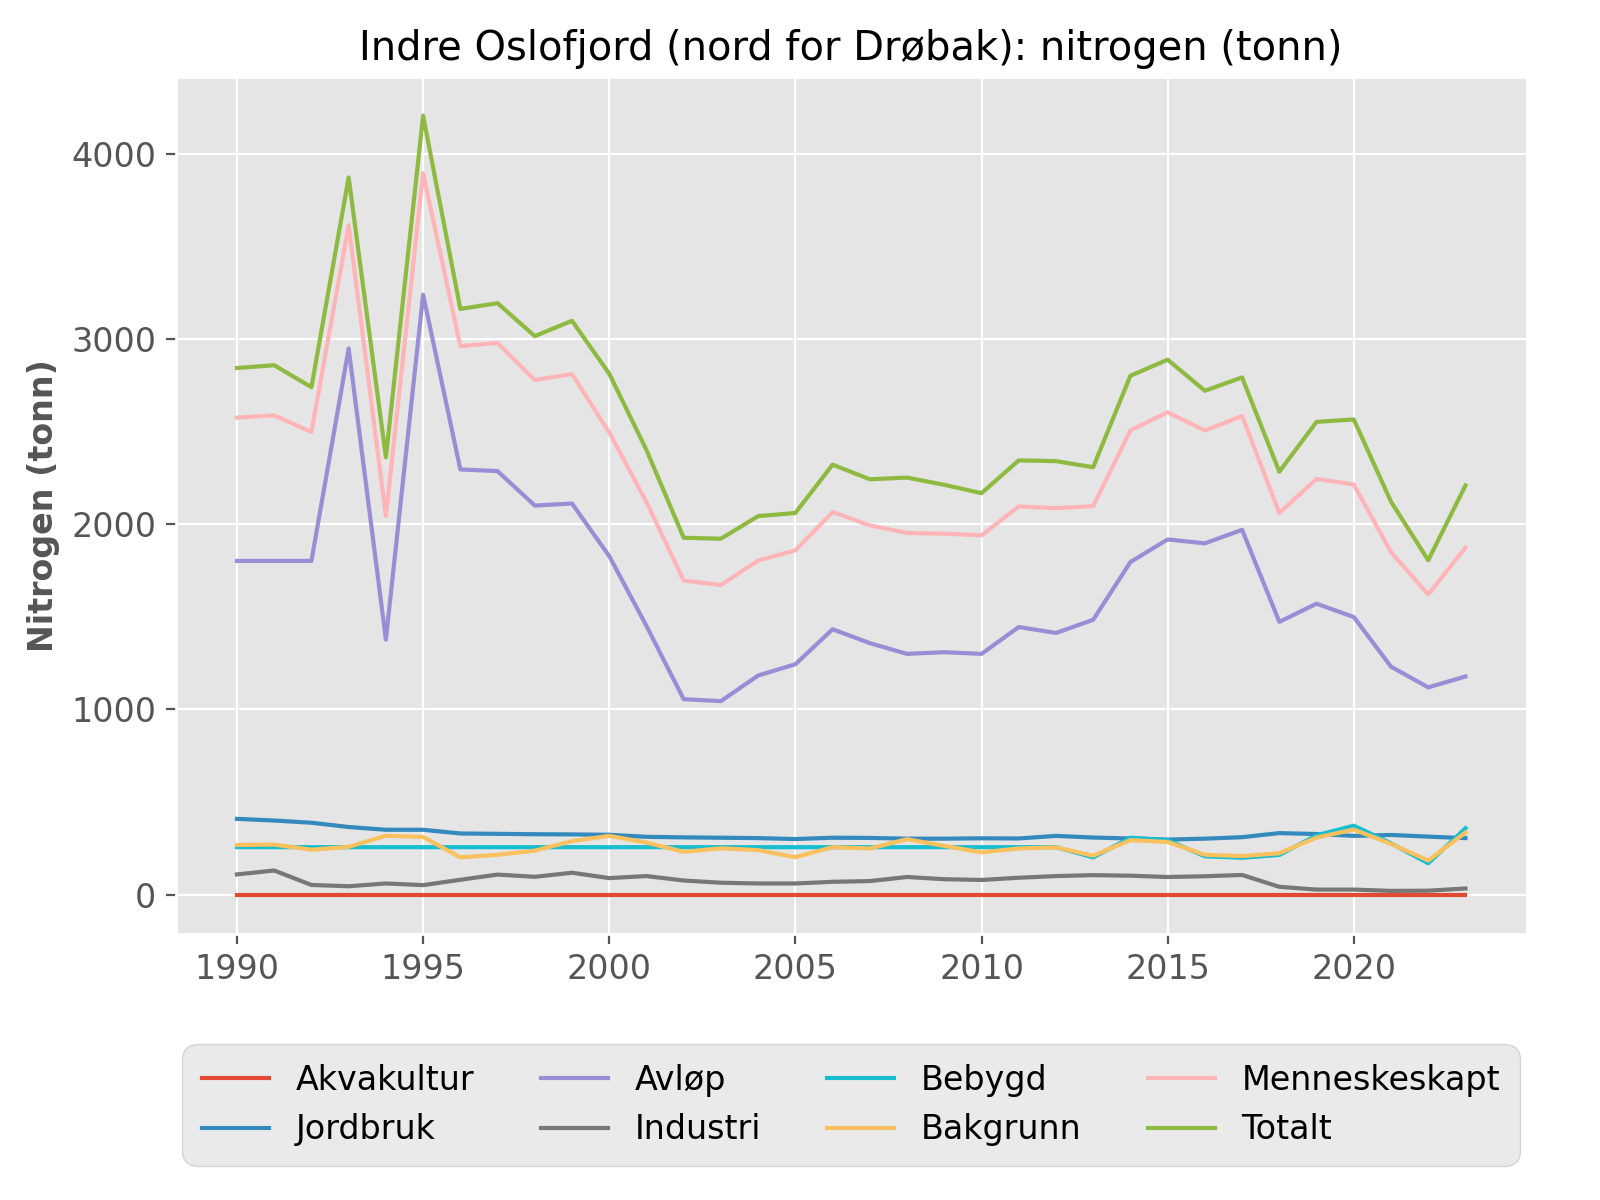 Indre Oslofjord (nord for Drøbak): nitrogen (tonn)
Nitrogen (tonn)
4000
3000
2000
1000
0
1990 1995 2000 2005 2010 2015 2020
Akvakultur Avløp Bebygd Menneskeskapt
Jordbruk Industri Bakgrunn Totalt